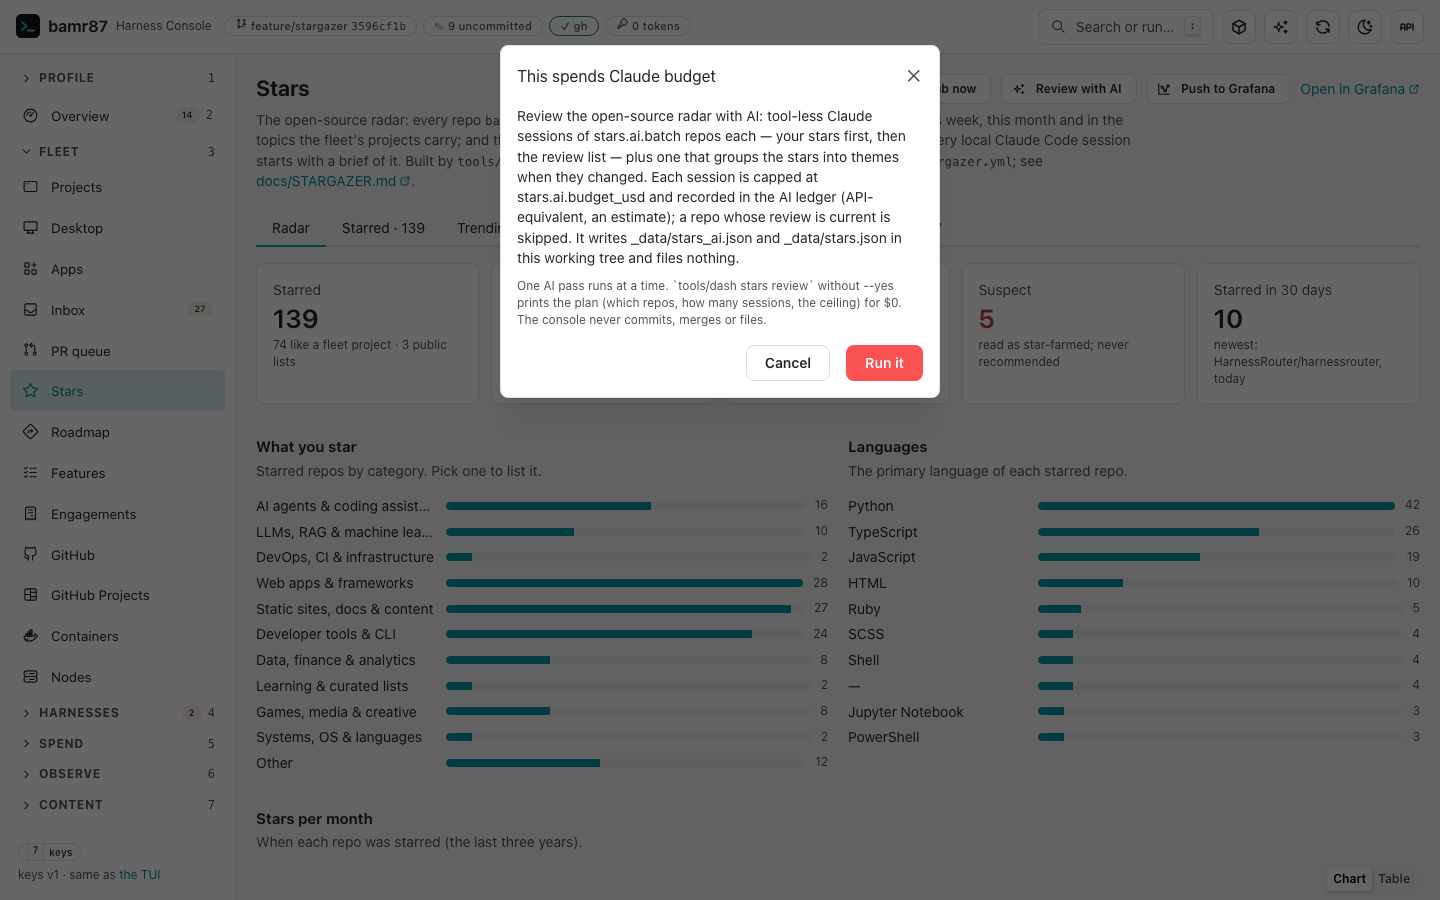 bamr87 Harness Console feature/stargazer 3596cf1b 9 uncommitted gh 0 tokens Search or run... : API
PROFILE 1
Overview 14 2
FLEET 3
Projects
Desktop
Apps
Inbox 27
PR queue
Stars
Roadmap
Features
Engagements
GitHub
GitHub Projects
Containers
Nodes
HARNESSES 2 4
SPEND 5
OBSERVE 6
CONTENT 7
? keys
keys v1 · same as the TUI
Stars
b now Review with AI Push to Grafana Open in Grafana
The open-source radar: every repo ba s week, this month and in the
topics the fleet's projects carry; and th ery local Claude Code session
starts with a brief of it. Built by tools/ rgazer.yml; see
docs/STARGAZER.md .
Radar Starred · 139 Trendin
This spends Claude budget
Review the open-source radar with AI: tool-less Claude
sessions of stars.ai.batch repos each — your stars first, then
the review list — plus one that groups the stars into themes
when they changed. Each session is capped at
stars.ai.budget_usd and recorded in the AI ledger (API-
equivalent, an estimate); a repo whose review is current is
skipped. It writes _data/stars_ai.json and _data/stars.json in
this working tree and files nothing.
One AI pass runs at a time. `tools/dash stars review` without --yes
prints the plan (which repos, how many sessions, the ceiling) for $0.
The console never commits, merges or files.
Cancel Run it
Starred
139
74 like a fleet project · 3 public
lists
Suspect
5
read as star-farmed; never
recommended
Starred in 30 days
10
newest:
HarnessRouter/harnessrouter,
today
What you star
Starred repos by category. Pick one to list it.
AI agents & coding assist... 16
LLMs, RAG & machine lea... 10
DevOps, CI & infrastructure 2
Web apps & frameworks 28
Static sites, docs & content 27
Developer tools & CLI 24
Data, finance & analytics 8
Learning & curated lists 2
Games, media & creative 8
Systems, OS & languages 2
Other 12
Languages
The primary language of each starred repo.
Python 42
TypeScript 26
JavaScript 19
HTML 10
Ruby 5
SCSS 4
Shell 4
— 4
Jupyter Notebook 3
PowerShell 3
Stars per month
When each repo was starred (the last three years).
Chart Table